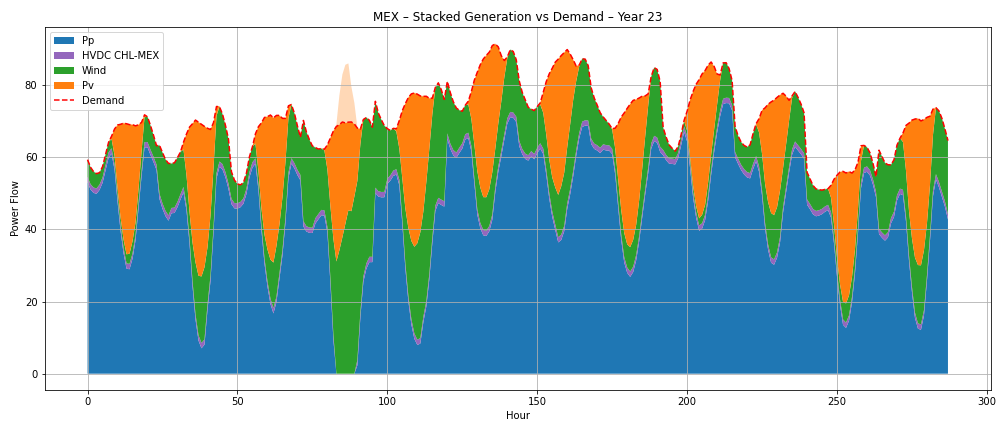 MEX – Stacked Generation vs Demand – Year 23
Pp
HVDC CHL-MEX
Wind
Pv
Demand
Power Flow
80
60
40
20
0
0 50 100 150 200 250 300
Hour